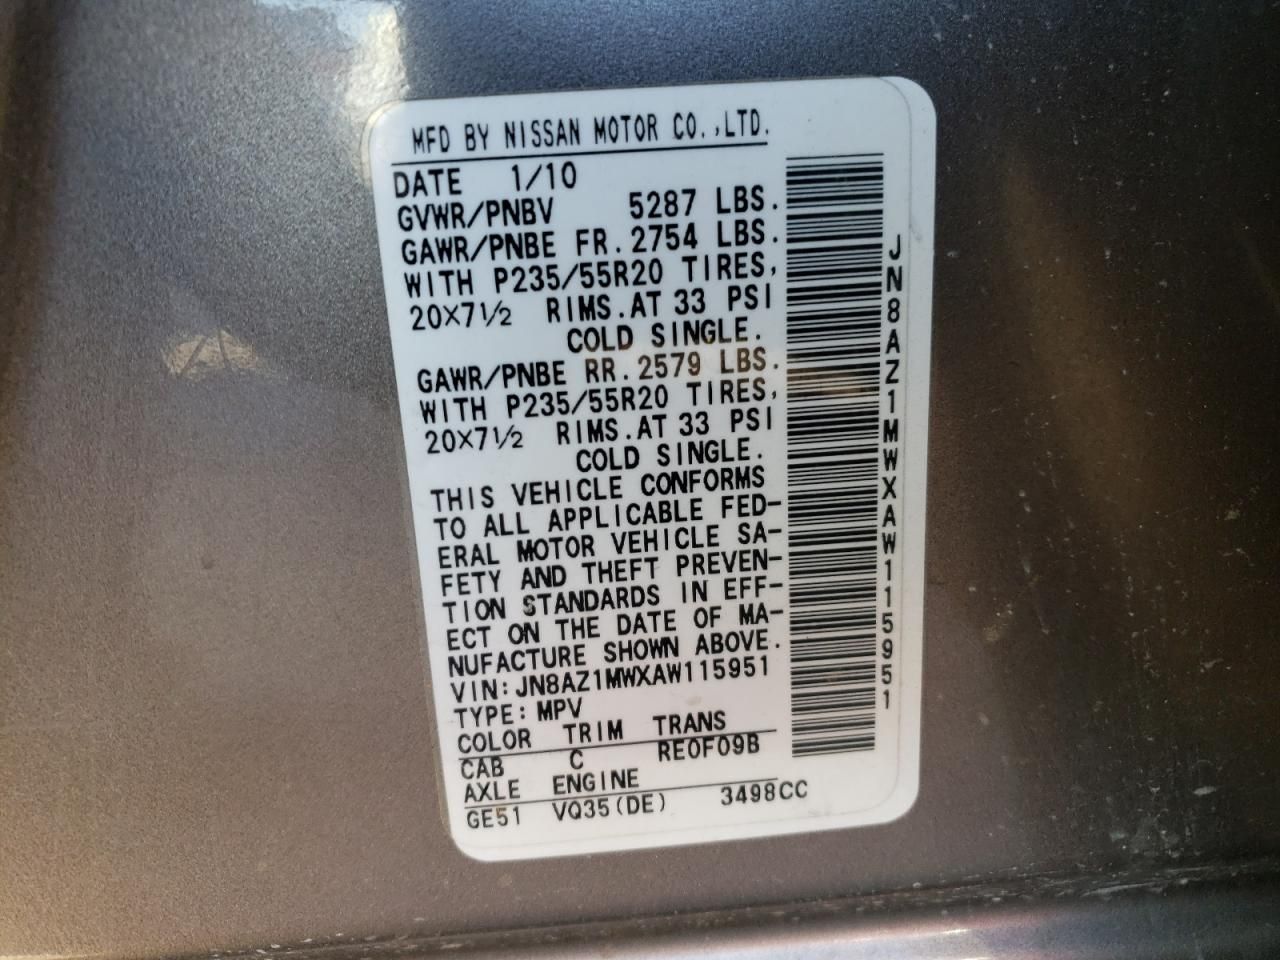 MFD BY NISSAN MOTOR CO.,LTD.
DATE 1/10
GVWR/PNBV 5287 LBS.
GAWR/PNBE FR.2754 LBS.
WITH P235/55R20 TIRES,
20X7½ RIMS.AT 33 PSI
COLD SINGLE.
GAWR/PNBE RR.2579 LBS.
WITH P235/55R20 TIRES,
20X7½ RIMS.AT 33 PSI
COLD SINGLE.
THIS VEHICLE CONFORMS
TO ALL APPLICABLE FED-
ERAL MOTOR VEHICLE SA-
FETY AND THEFT PREVEN-
TION STANDARDS IN EFF-
ECT ON THE DATE OF MA-
NUFACTURE SHOWN ABOVE.
VIN:JN8AZ1MWXAW115951
TYPE:MPV
COLOR TRIM TRANS
CAB C RE0F09B
AXLE ENGINE
GE51 VQ35(DE) 3498CC
JN8AZ1MWXAW115951